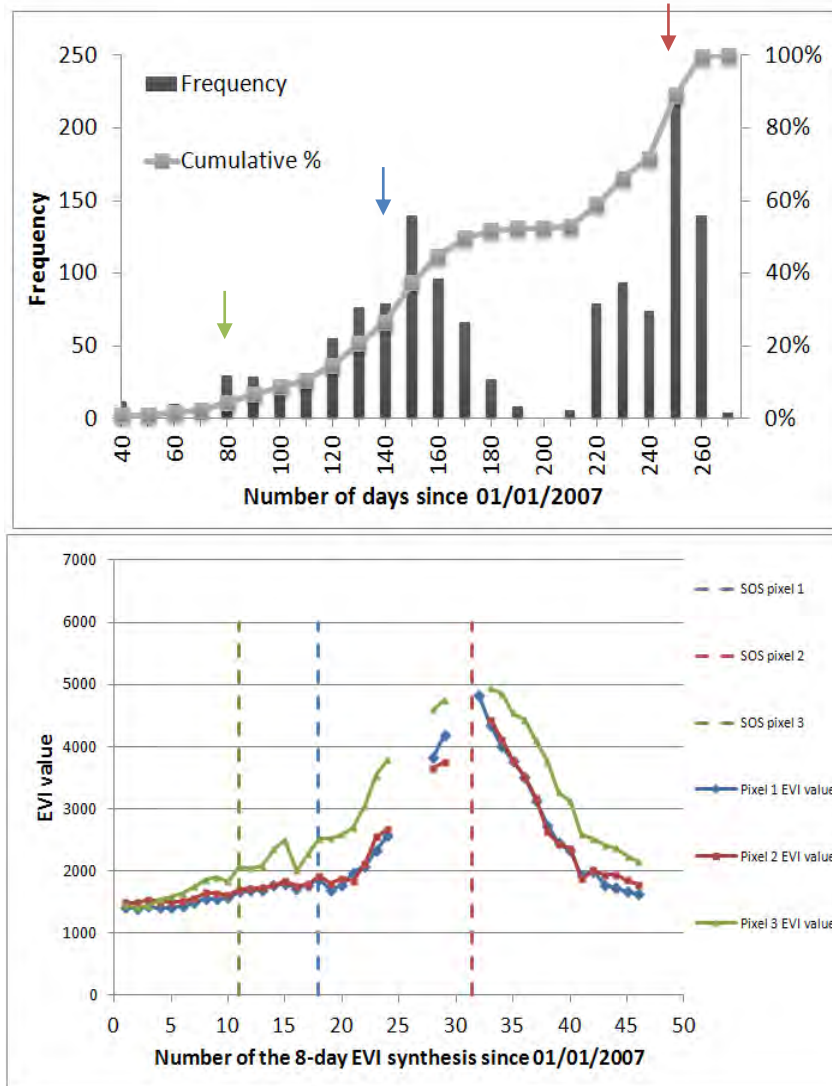 250
200
150
100
50
0
Frequency
Frequency
Cumulative %
100%
80%
60%
40%
20%
0%
40
60
80
100
120
140
160
180
200
220
240
260
Number of days since 01/01/2007
7000
6000
5000
4000
3000
2000
1000
0
EVI value
0 5 10 15 20 25 30 35 40 45 50
Number of the 8-day EVI synthesis since 01/01/2007
SOS pixel 1
SOS pixel 2
SOS pixel 3
Pixel 1 EVI value
Pixel 2 EVI value
Pixel 3 EVI value